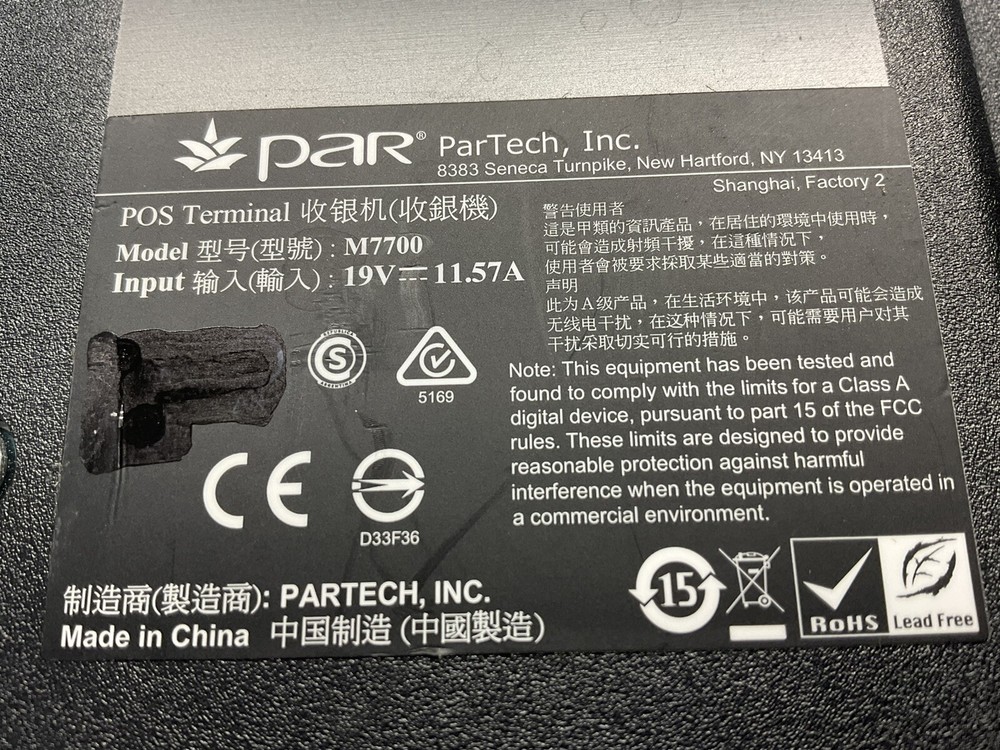 par® ParTech, Inc.
8383 Seneca Turnpike, New Hartford, NY 13413
Shanghai, Factory 2
POS Terminal 收银机(收銀機)
Model 型号(型號) : M7700
Input 输入(輸入) : 19V⎓11.57A
警告使用者
這是甲類的資訊產品，在居住的環境中使用時，
可能會造成射頻干擾，在這種情況下，
使用者會被要求採取某些適當的對策。
声明
此为A级产品，在生活环境中，该产品可能会造成
无线电干扰，在这种情况下，可能需要用户对其
干扰采取切实可行的措施。
Note: This equipment has been tested and
found to comply with the limits for a Class A
digital device, pursuant to part 15 of the FCC
rules. These limits are designed to provide
reasonable protection against harmful
interference when the equipment is operated in
a commercial environment.
REPUBLICA
S
ARGENTINA
5169
CE
D33F36
制造商(製造商): PARTECH, INC.
Made in China 中国制造 (中國製造)
15
RoHS
Lead Free